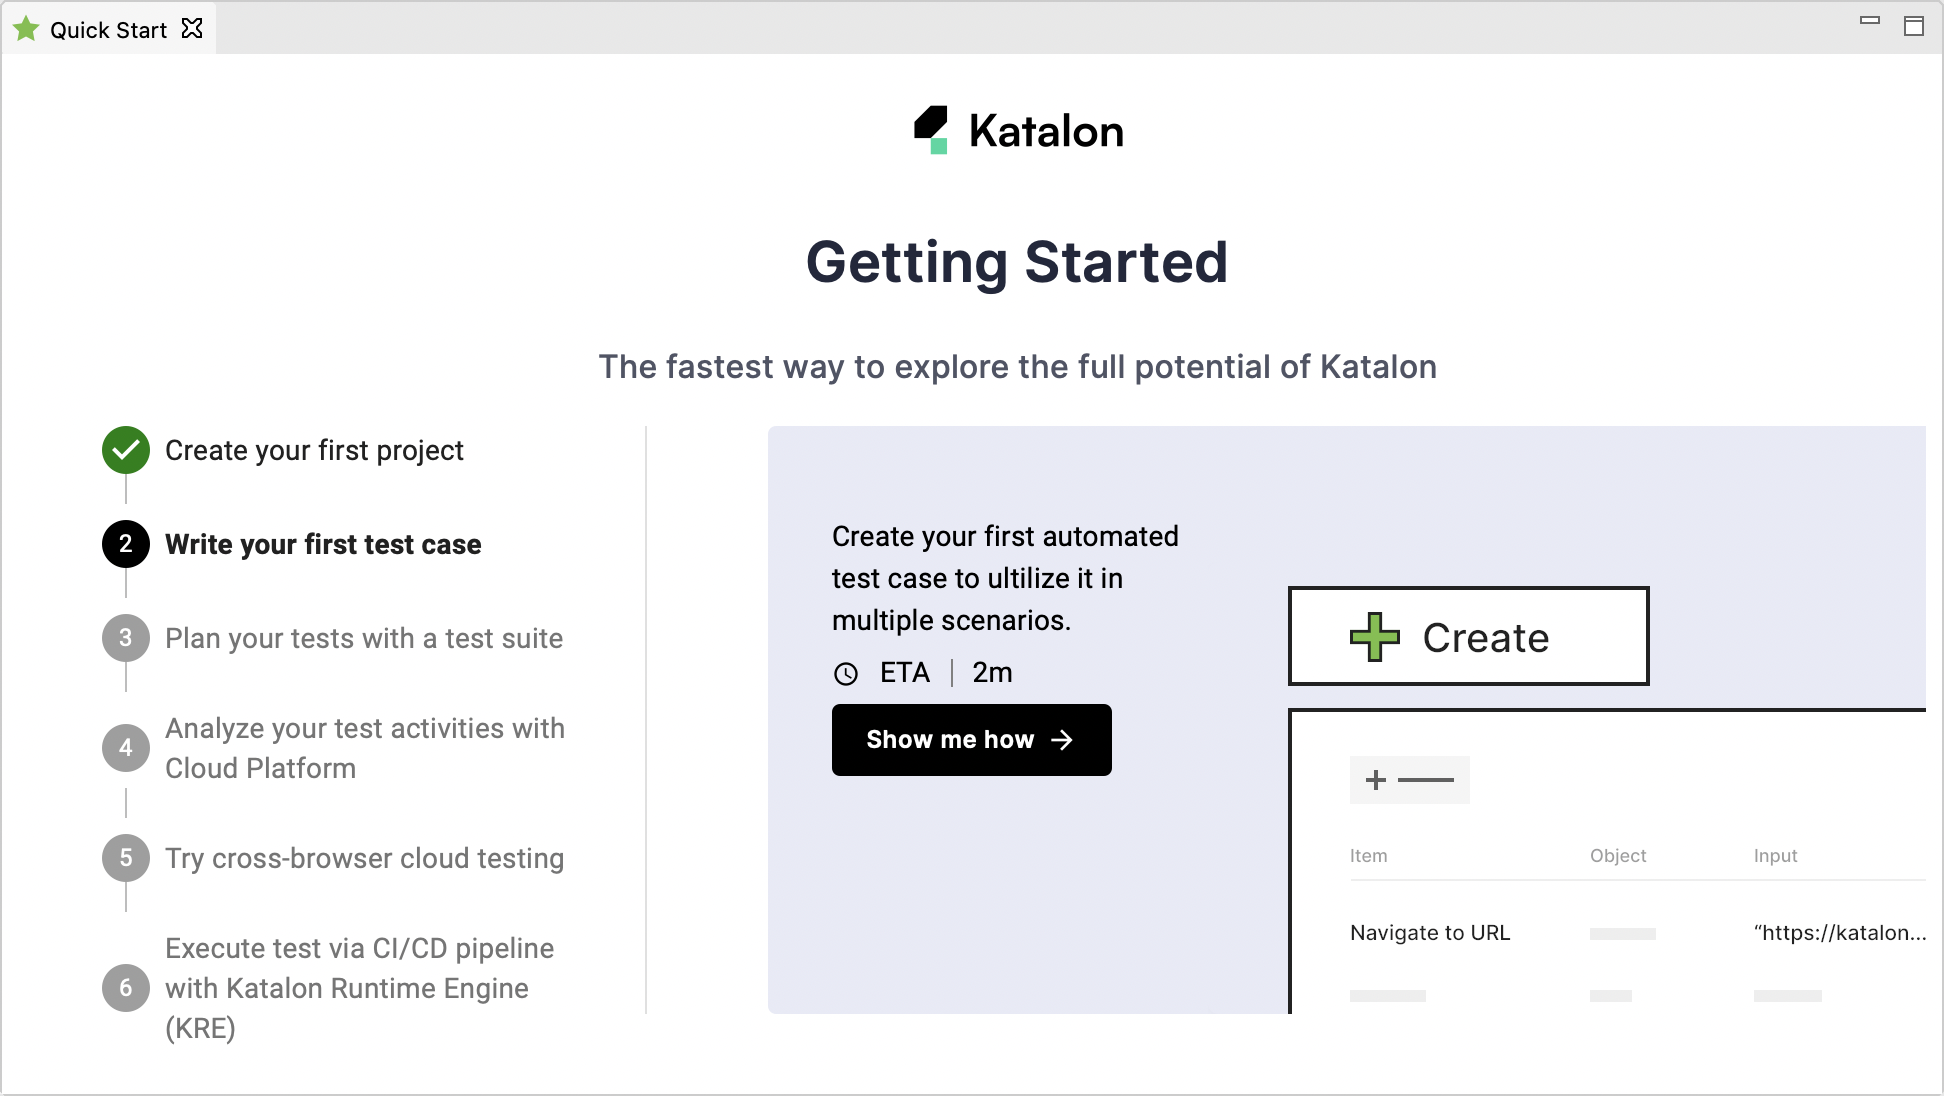 Quick Start
Katalon
Getting Started
The fastest way to explore the full potential of Katalon
Create your first project
2 Write your first test case
3 Plan your tests with a test suite
4 Analyze your test activities with
Cloud Platform
5 Try cross-browser cloud testing
6 Execute test via CI/CD pipeline
with Katalon Runtime Engine
(KRE)
Create your first automated
test case to ultilize it in
multiple scenarios.
ETA | 2m
Show me how →
Create
Item Object Input
Navigate to URL “https://katalon...